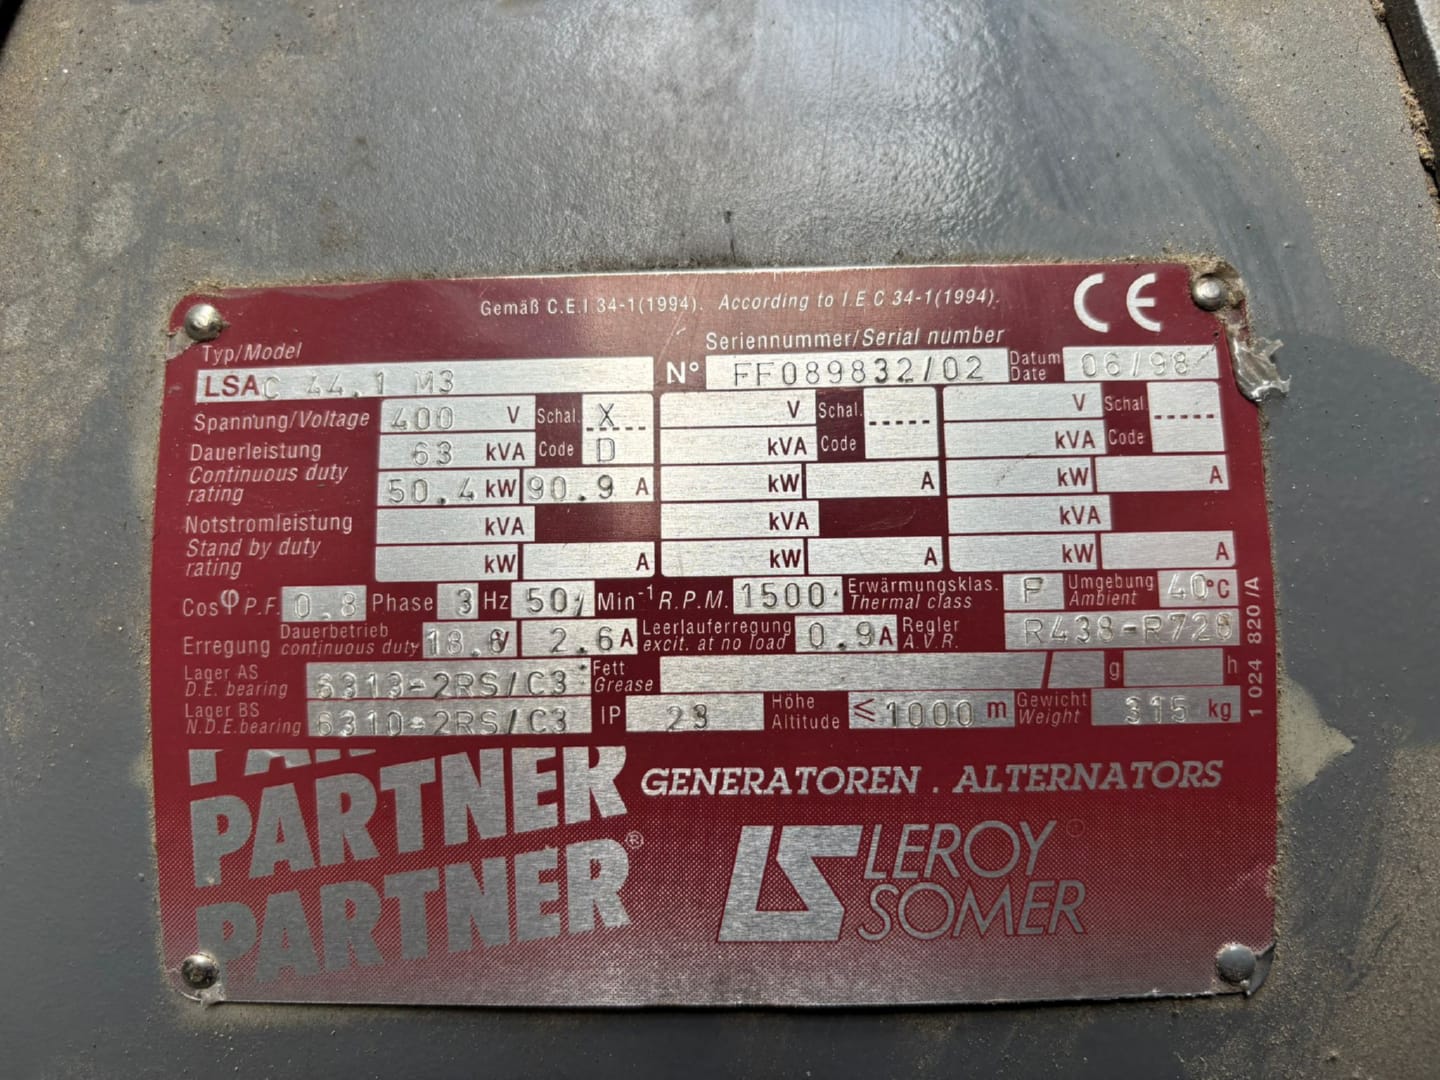 Gemäß C.E.I 34-1(1994). According to I.E C 34-1(1994). CE
Typ/Model Seriennummer/Serial number
LSAC 44.1 M3 N° FF089832/02 Datum Date 06/98
Spannung/Voltage 400 V Schal. X V Schal. V Schal.
Dauerleistung 63 kVA Code D kVA Code kVA Code
Continuous duty rating 50.4 kW 90.9 A kW A kW A
Notstromleistung kVA kVA kVA
Stand by duty rating kW A kW A kW A
Cos φ P.F. 0.8 Phase 3 Hz 50/ Min-1 R.P.M. 1500 Erwärmungsklas. Thermal class F Umgebung Ambient 40°C
Erregung Dauerbetrieb continuous duty V 2.6A Leerlauferregung excit. at no load 0.9A Regler A.V.R.
Lager AS D.E. bearing 6313-2RS/C3 Fett Grease / g h
Lager BS N.D.E.bearing 6310-2RS/C3 IP 23 Höhe Altitude ≤ 1000 m Gewicht Weight 315 kg
1 024 820 /A
PARTNER
PARTNER®
GENERATOREN . ALTERNATORS
LS LEROY
SOMER